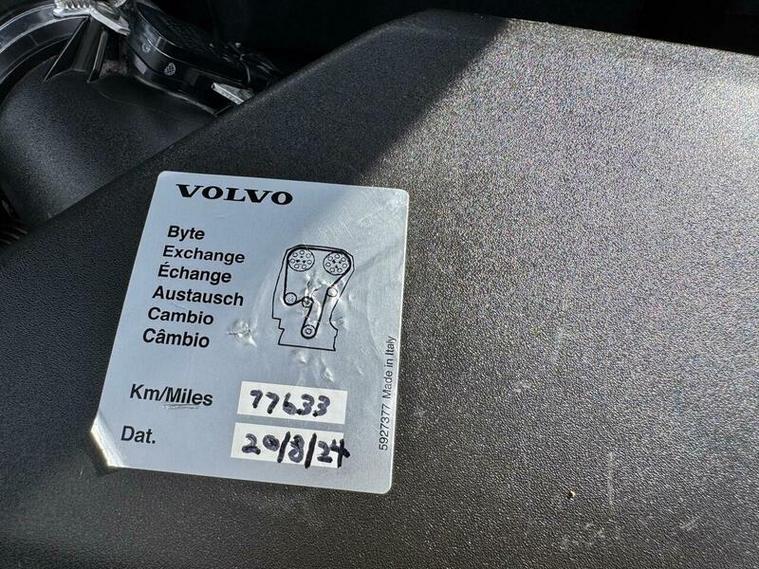 VOLVO
Byte
Exchange
Échange
Austausch
Cambio
Câmbio
Km/Miles 77633
Dat. 20/8/24
5927377 Made in Italy